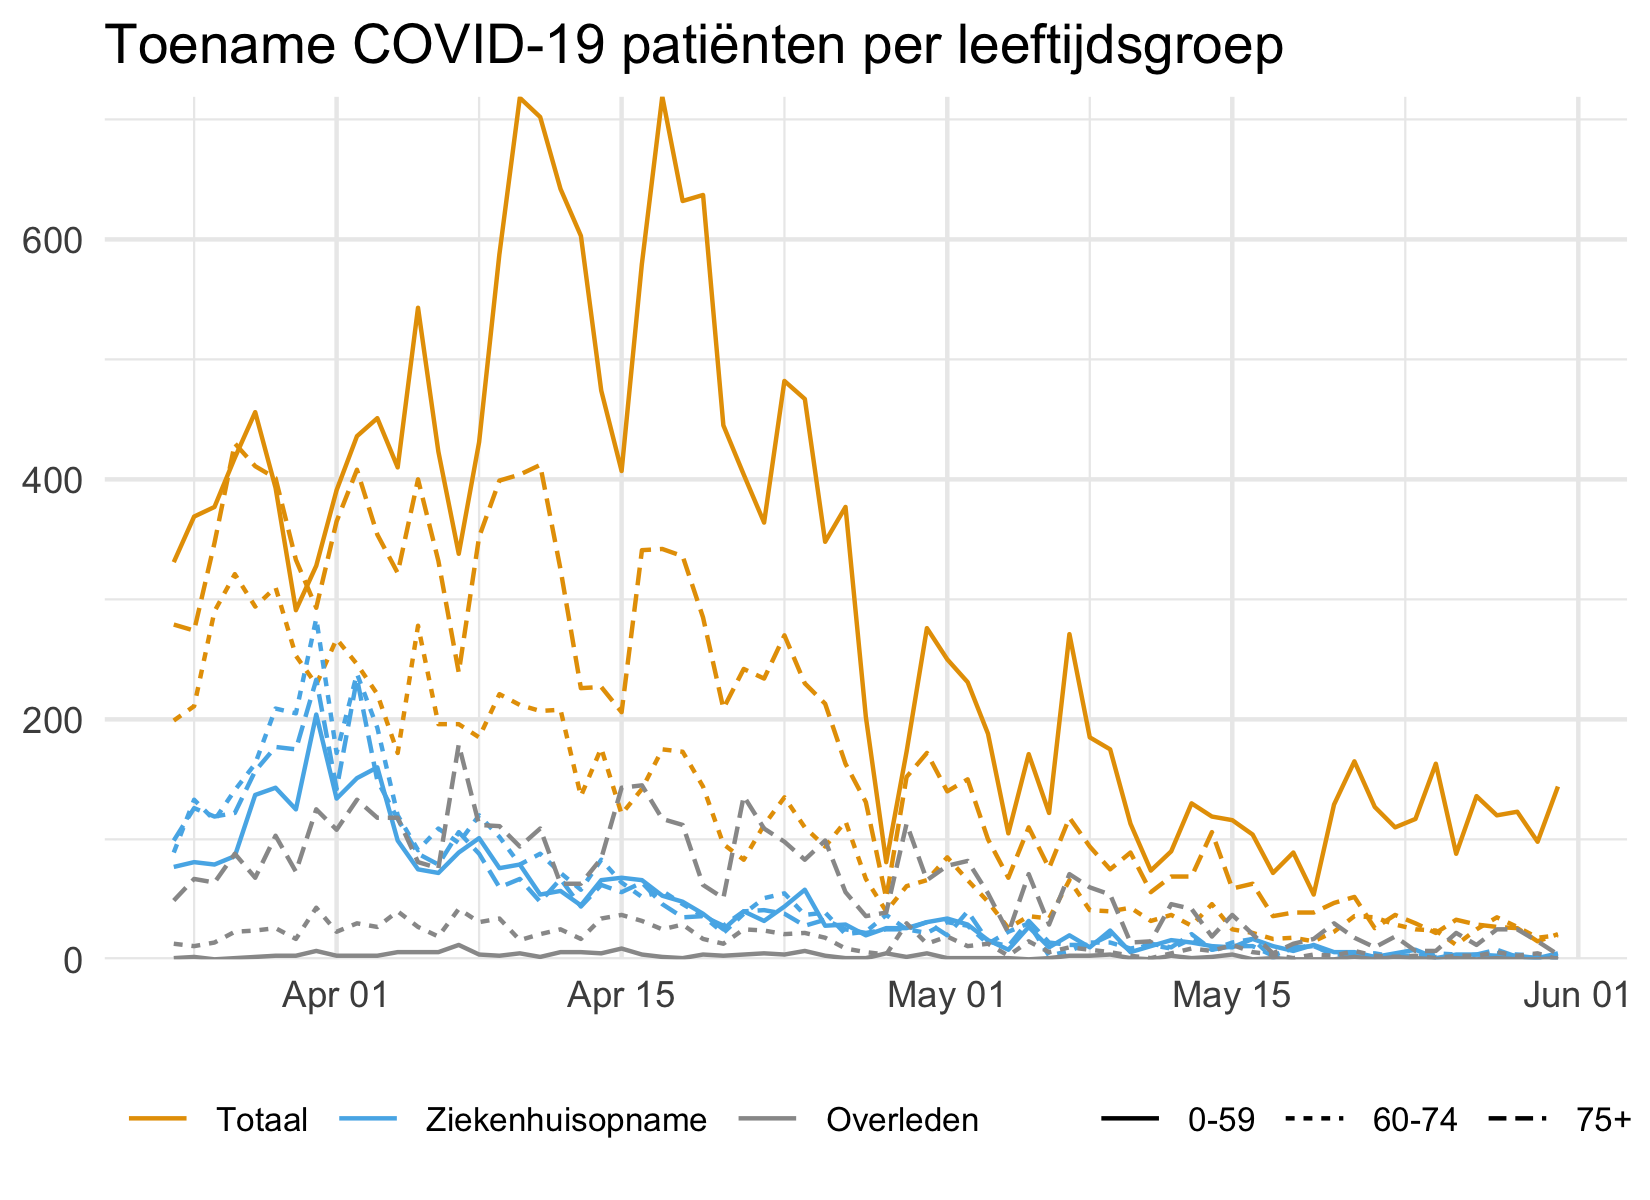 Toename COVID-19 patiënten per leeftijdsgroep
600
400
200
0
Apr 01 Apr 15 May 01 May 15 Jun 01
Totaal Ziekenhuisopname Overleden 0-59 60-74 75+